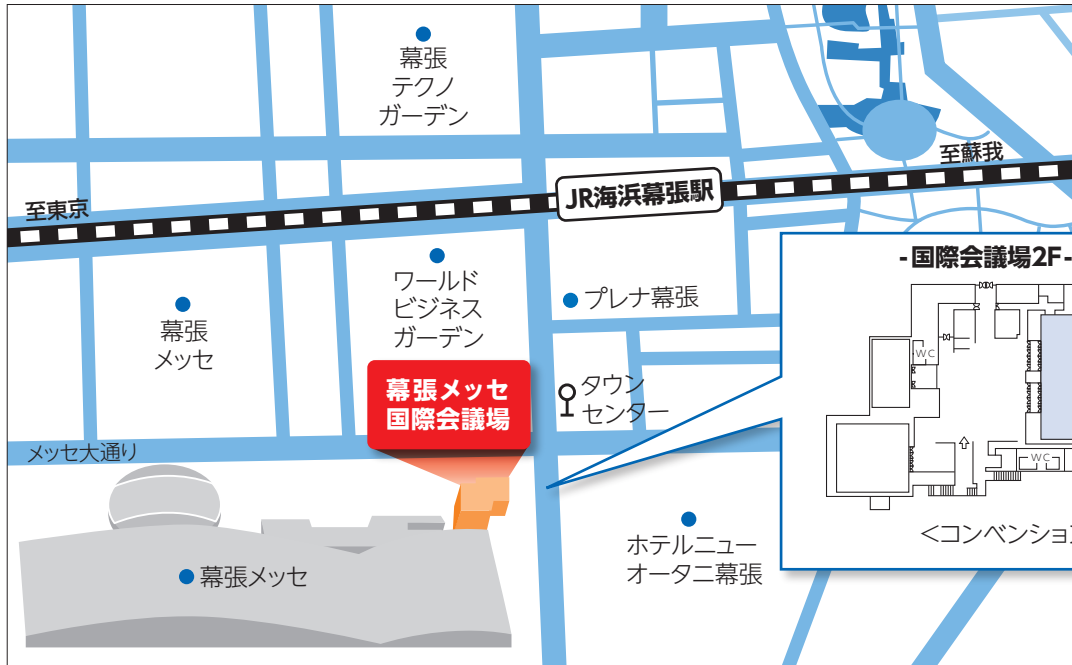 幕張
テクノ
ガーデン
至蘇我
JR海浜幕張駅
至東京
-国際会議場2F-
ワールド
ビジネス
ガーデン
プレナ幕張
幕張
メッセ
WC
幕張メッセ
国際会議場
タウン
センター
メッセ大通り
WC
<コンベンショ
ホテルニュー
オータニ幕張
幕張メッセ